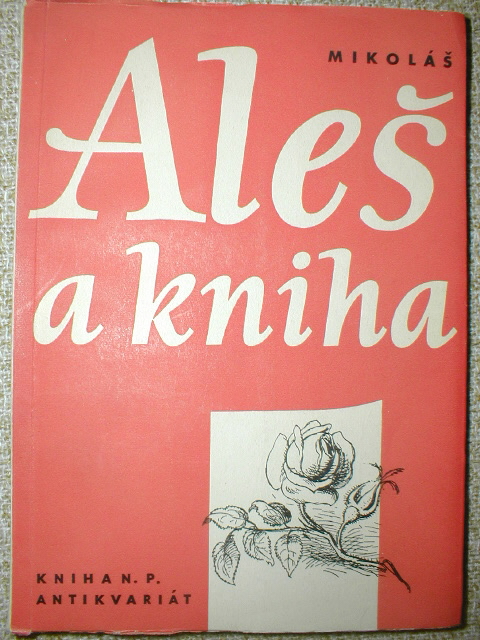 MIKOLÁŠ
Aleš
a kniha
KNIHA N. P.
ANTIKVARIÁT